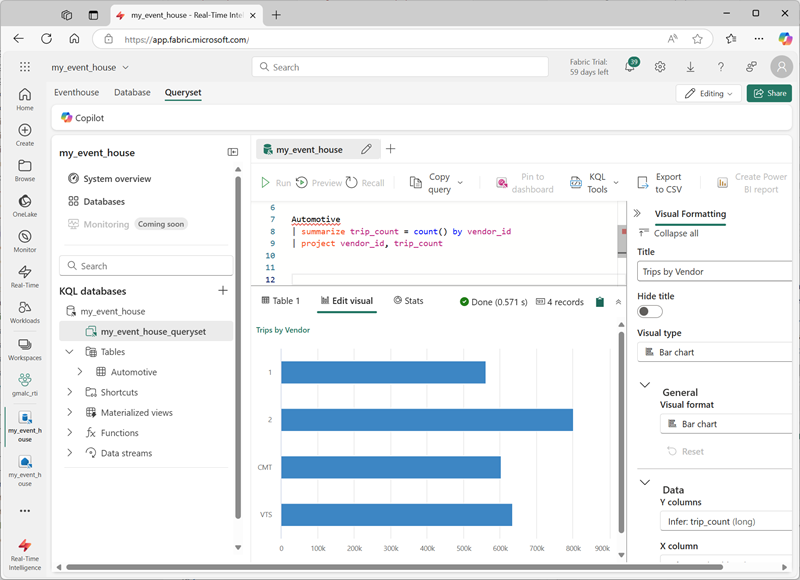 my_event_house - Real-Time Intelli
https://app.fabric.microsoft.com/
my_event_house
Search
Fabric Trial:
59 days left
39
Home
Create
Browse
OneLake
Monitor
Real-Time
Workloads
Workspaces
gmalc_rti
my_event_h
ouse
my_event_h
ouse
Real-Time
Intelligence
Eventhouse
Database
Queryset
Editing
Share
Copilot
my_event_house
System overview
Databases
Monitoring
Coming soon
Search
KQL databases
my_event_house
my_event_house_queryset
Tables
Automotive
Shortcuts
Materialized views
Functions
Data streams
my_event_house
Run
Preview
Recall
Copy
query
Pin to
dashboard
KQL
Tools
Export
to CSV
Create Power
BI report
6
7 Automotive
8 | summarize trip_count = count() by vendor_id
9 | project vendor_id, trip_count
10
11
12
Table 1
Edit visual
Stats
Done (0.571 s)
4 records
Trips by Vendor
1
2
CMT
VTS
0 100k 200k 300k 400k 500k 600k 700k 800k 900k
Visual Formatting
Collapse all
Title
Trips by Vendor
Hide title
Visual type
Bar chart
General
Visual format
Bar chart
Reset
Data
Y columns
Infer: trip_count (long)
X column